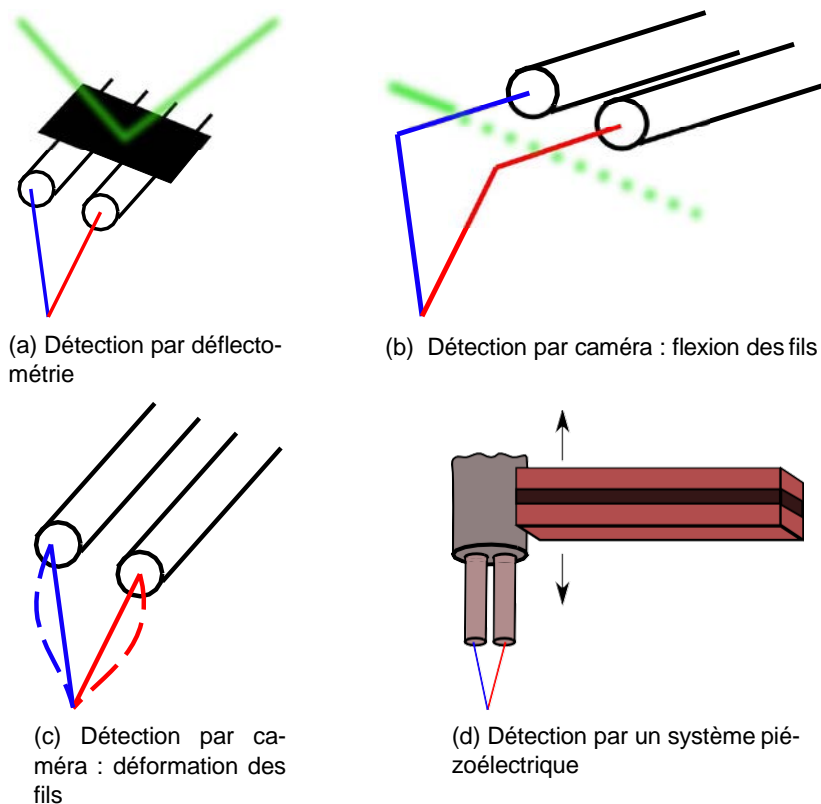 (a) Détection par déflecto-
métrie
(b) Détection par caméra : flexion des fils
(c) Détection par ca-
méra : déformation des
fils
(d) Détection par un système pié-
zoélectrique